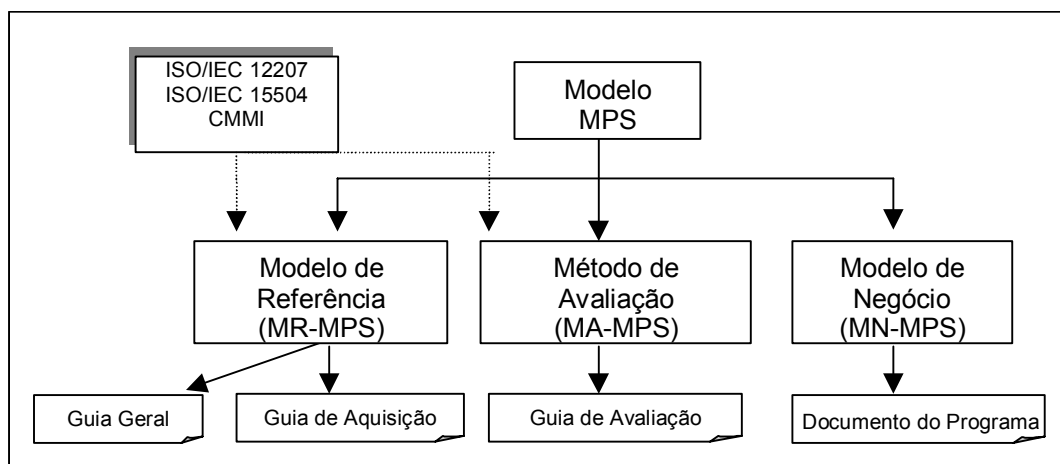 ISO/IEC 12207
ISO/IEC 15504
CMMI
Modelo
MPS
Modelo de
Referência
(MR-MPS)
Método de
Avaliação
(MA-MPS)
Modelo de
Negócio
(MN-MPS)
Guia Geral
Guia de Aquisição
Guia de Avaliação
Documento do Programa